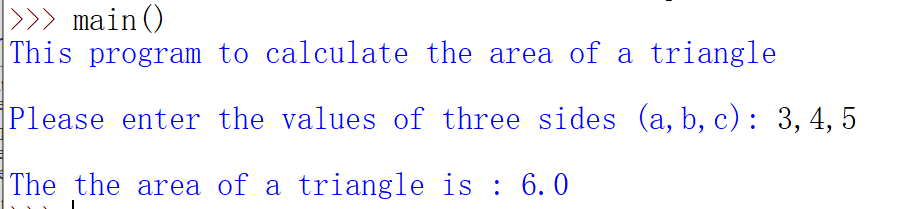 >>> main()
This program to calculate the area of a triangle
Please enter the values of three sides (a,b,c): 3,4,5
The the area of a triangle is : 6.0
>>>